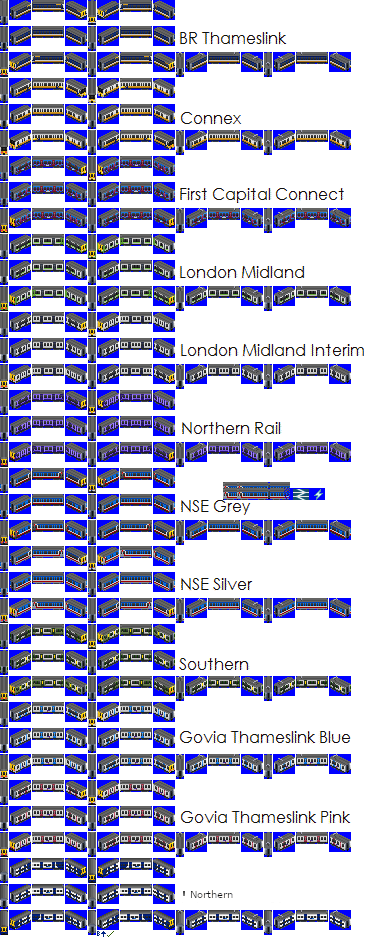 BR Thameslink
Connex
First Capital Connect
London Midland
London Midland Interim
Northern Rail
NSE Grey
NSE Silver
Southern
Govia Thameslink Blue
Govia Thameslink Pink
Northern